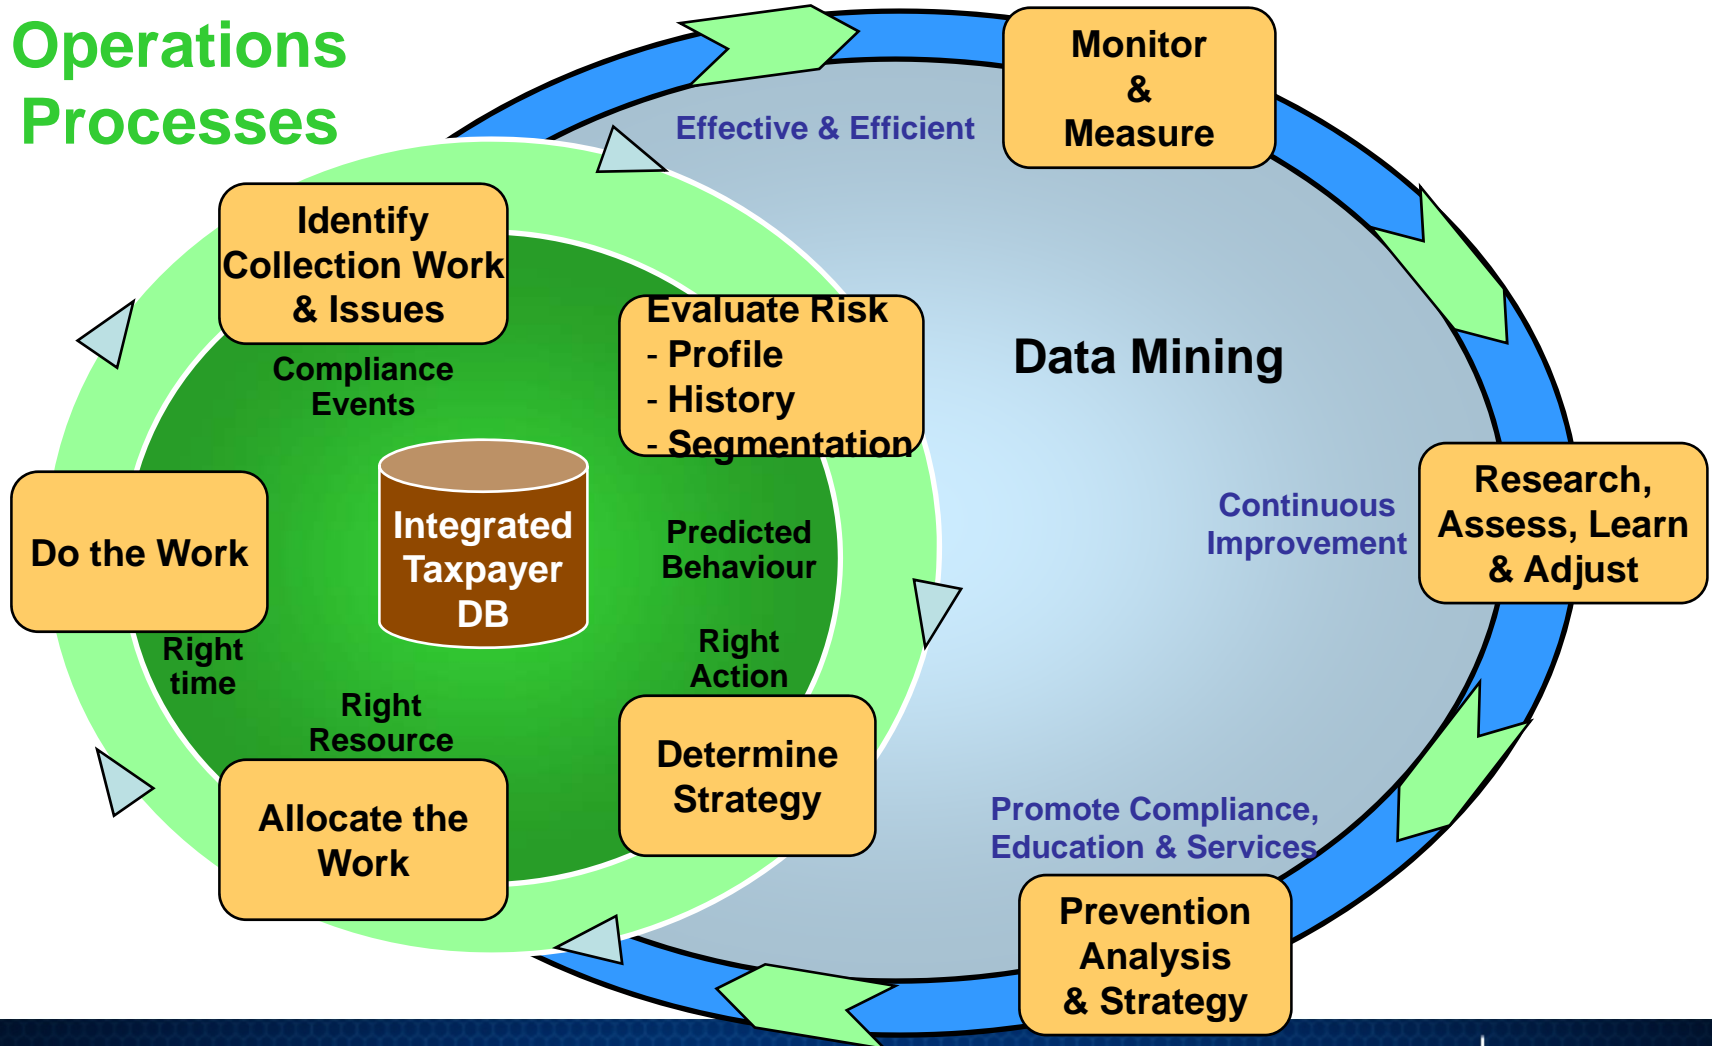 Operations
Processes
Monitor
&
Measure
Effective & Efficient
Identify
Collection Work
& Issues
Evaluate Risk
- Profile
- History
- Segmentation
Data Mining
Compliance
Events
Do the Work
Integrated
Taxpayer
DB
Predicted
Behaviour
Continuous
Improvement
Research,
Assess, Learn
& Adjust
Right
time
Right
Action
Right
Resource
Determine
Strategy
Allocate the
Work
Promote Compliance,
Education & Services
Prevention
Analysis
& Strategy